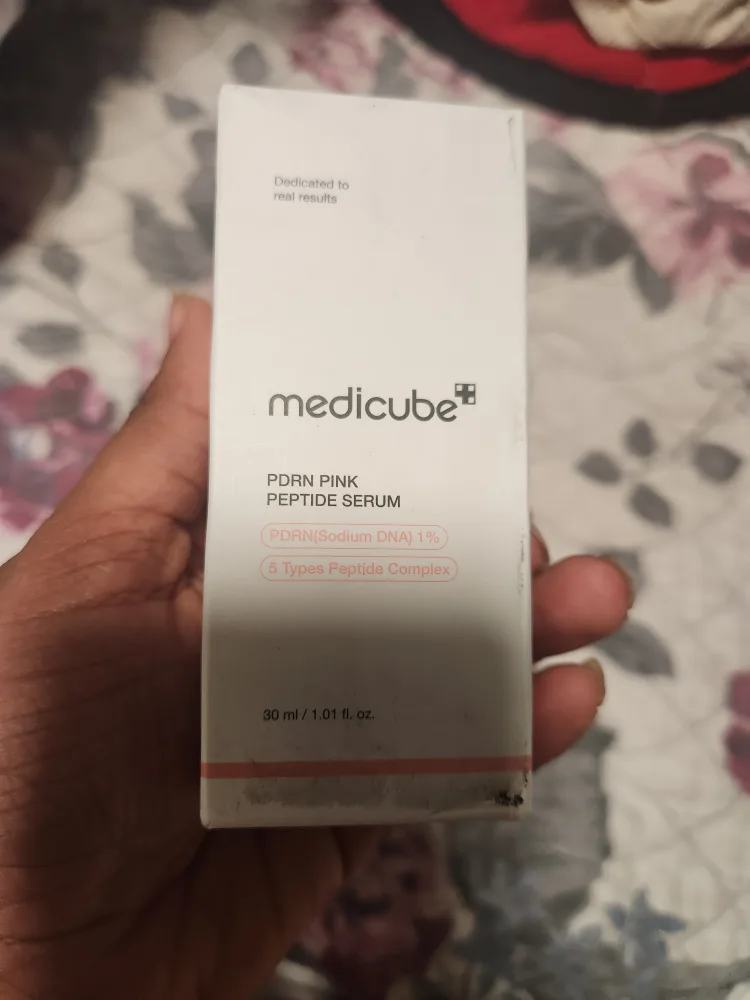 Dedicated to
real results
medicube
PDRN PINK
PEPTIDE SERUM
PDRN(Sodium DNA) 1%
5 Types Peptide Complex
30 ml / 1.01 fl. oz.